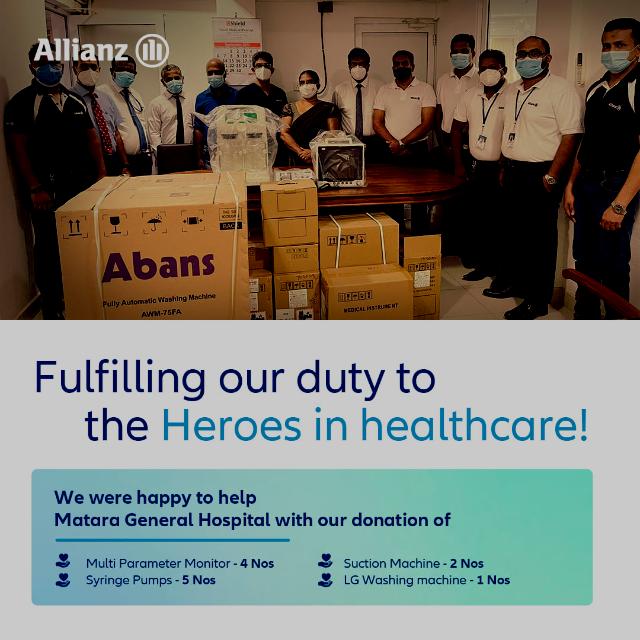 Allianz
Shield
Abans
Fully Automatic Washing Machine
AWM-75FA
MEDICAL INSTRUMENT
Fulfilling our duty to
the Heroes in healthcare!
We were happy to help
Matara General Hospital with our donation of
Multi Parameter Monitor - 4 Nos
Suction Machine - 2 Nos
Syringe Pumps - 5 Nos
LG Washing machine - 1 Nos